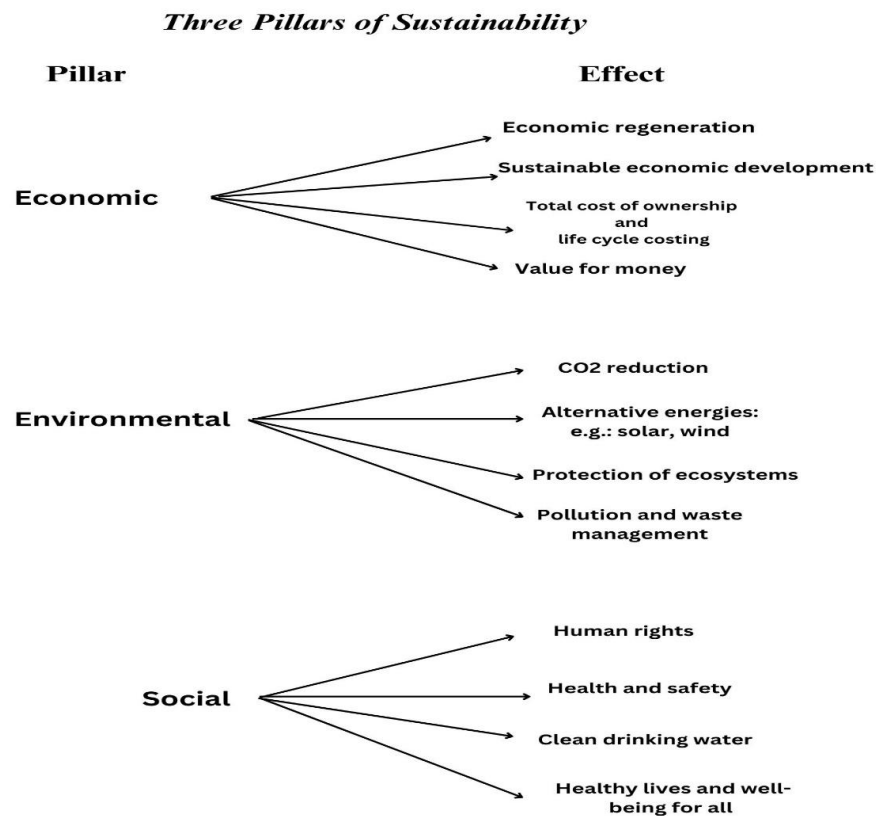 Three Pillars of Sustainability
Pillar
Effect
Economic
Economic regeneration
Sustainable economic development
Total cost of ownership
and
life cycle costing
Value for money
Environmental
CO2 reduction
Alternative energies:
e.g.: solar, wind
Protection of ecosystems
Pollution and waste
management
Social
Human rights
Health and safety
Clean drinking water
Healthy lives and well-
being for all